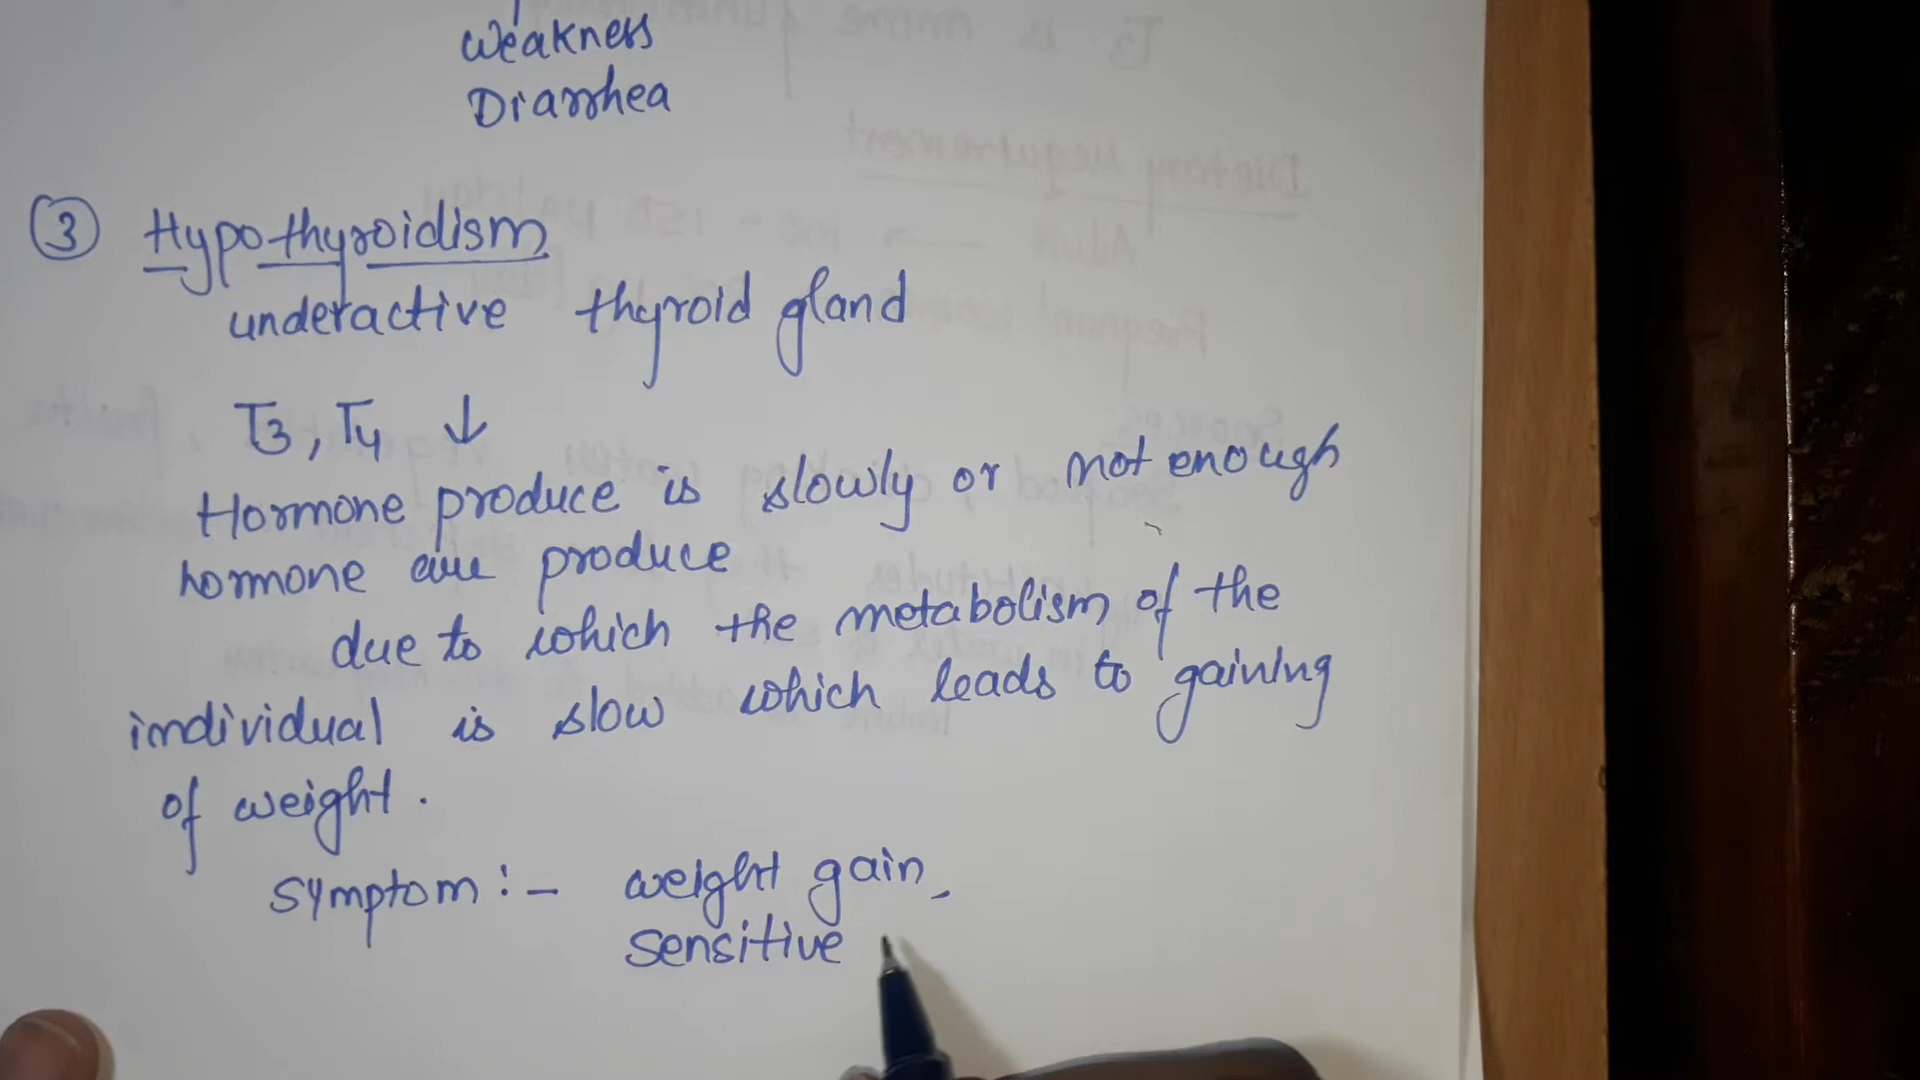 Weakness
Diarrhea
3 Hypothyroidism
underactive thyroid gland
T3, T4 ↓
Hormone produce is slowly or not enough
hormone are produce
due to which the metabolism of the
individual is slow which leads to gaining
of weight.
Symptom :- weight gain
Sensitive